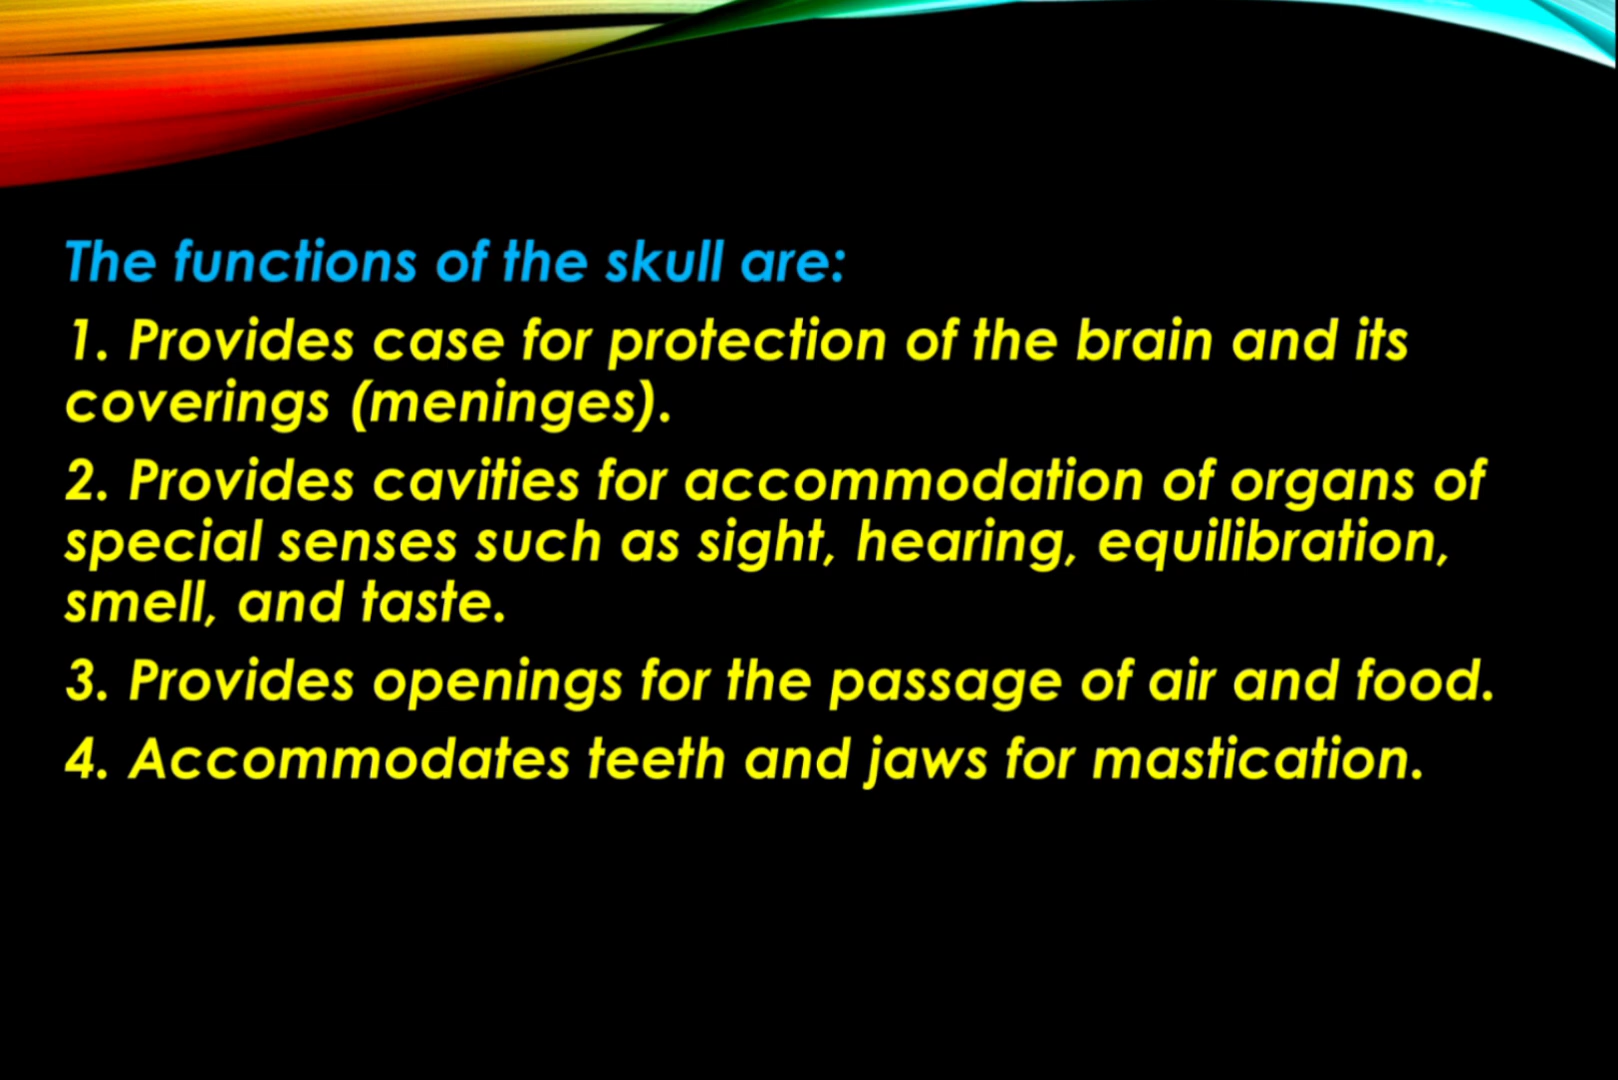 The functions of the skull are:
1. Provides case for protection of the brain and its
coverings (meninges).
2. Provides cavities for accommodation of organs of
special senses such as sight, hearing, equilibration,
smell, and taste.
3. Provides openings for the passage of air and food.
4. Accommodates teeth and jaws for mastication.